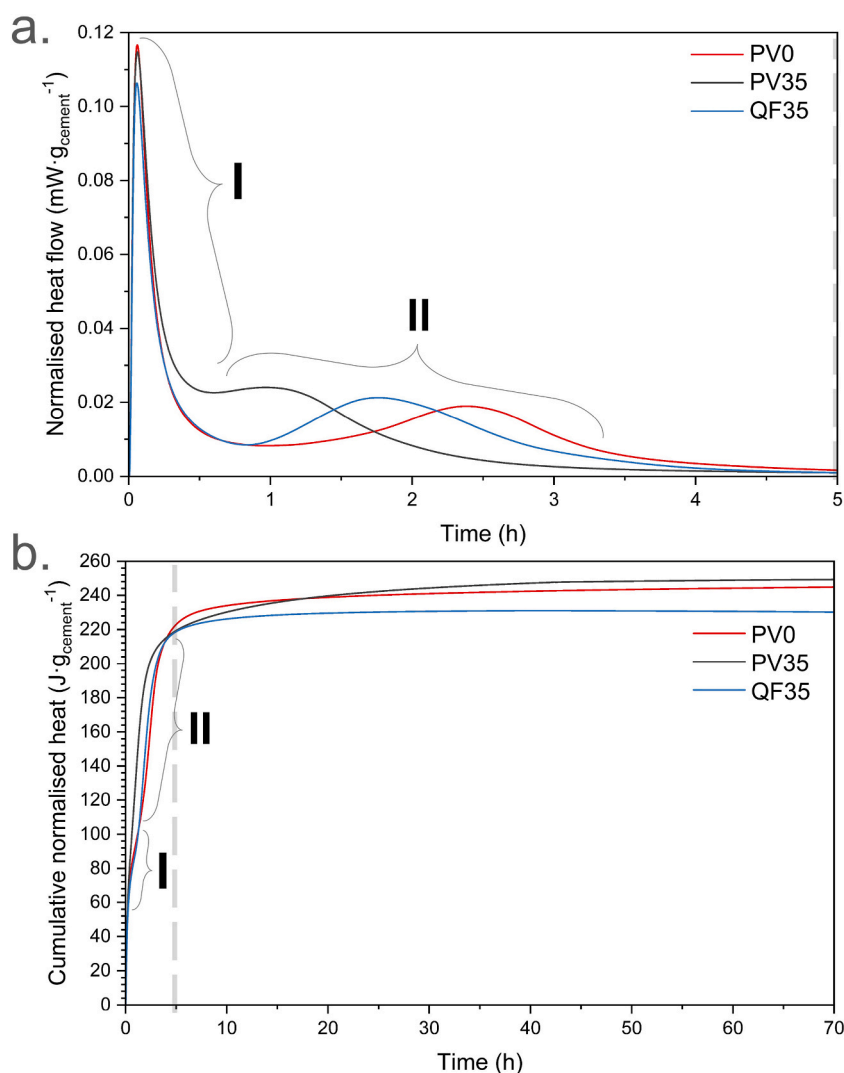 a.
0.12
0.10
0.08
0.06
0.04
0.02
0.00
Normalised heat flow (mW·g_cement^-1)
PV0
PV35
QF35
I
II
0 1 2 3 4 5
Time (h)
b.
260
240
220
200
180
160
140
120
100
80
60
40
20
0
Cumulative normalised heat (J·g_cement^-1)
PV0
PV35
QF35
II
I
0 10 20 30 40 50 60 70
Time (h)